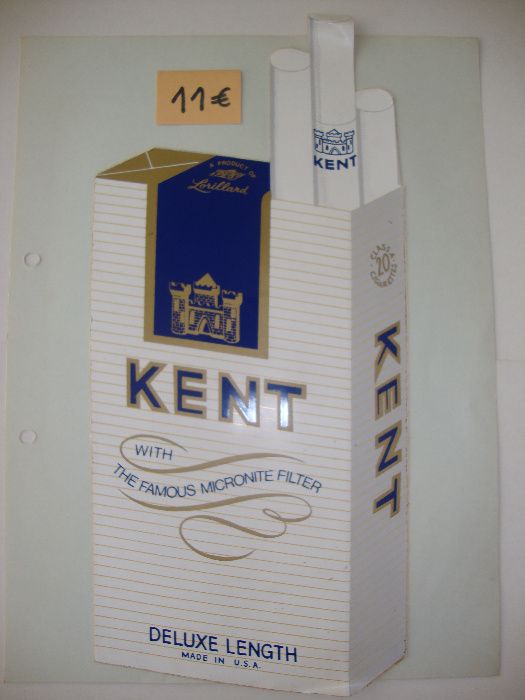 11€
KENT
A PRODUCT OF
Lorillard
KENT
WITH
THE FAMOUS MICRONITE FILTER
DELUXE LENGTH
MADE IN U.S.A.
CLASS A
20
CIGARETTES
KENT